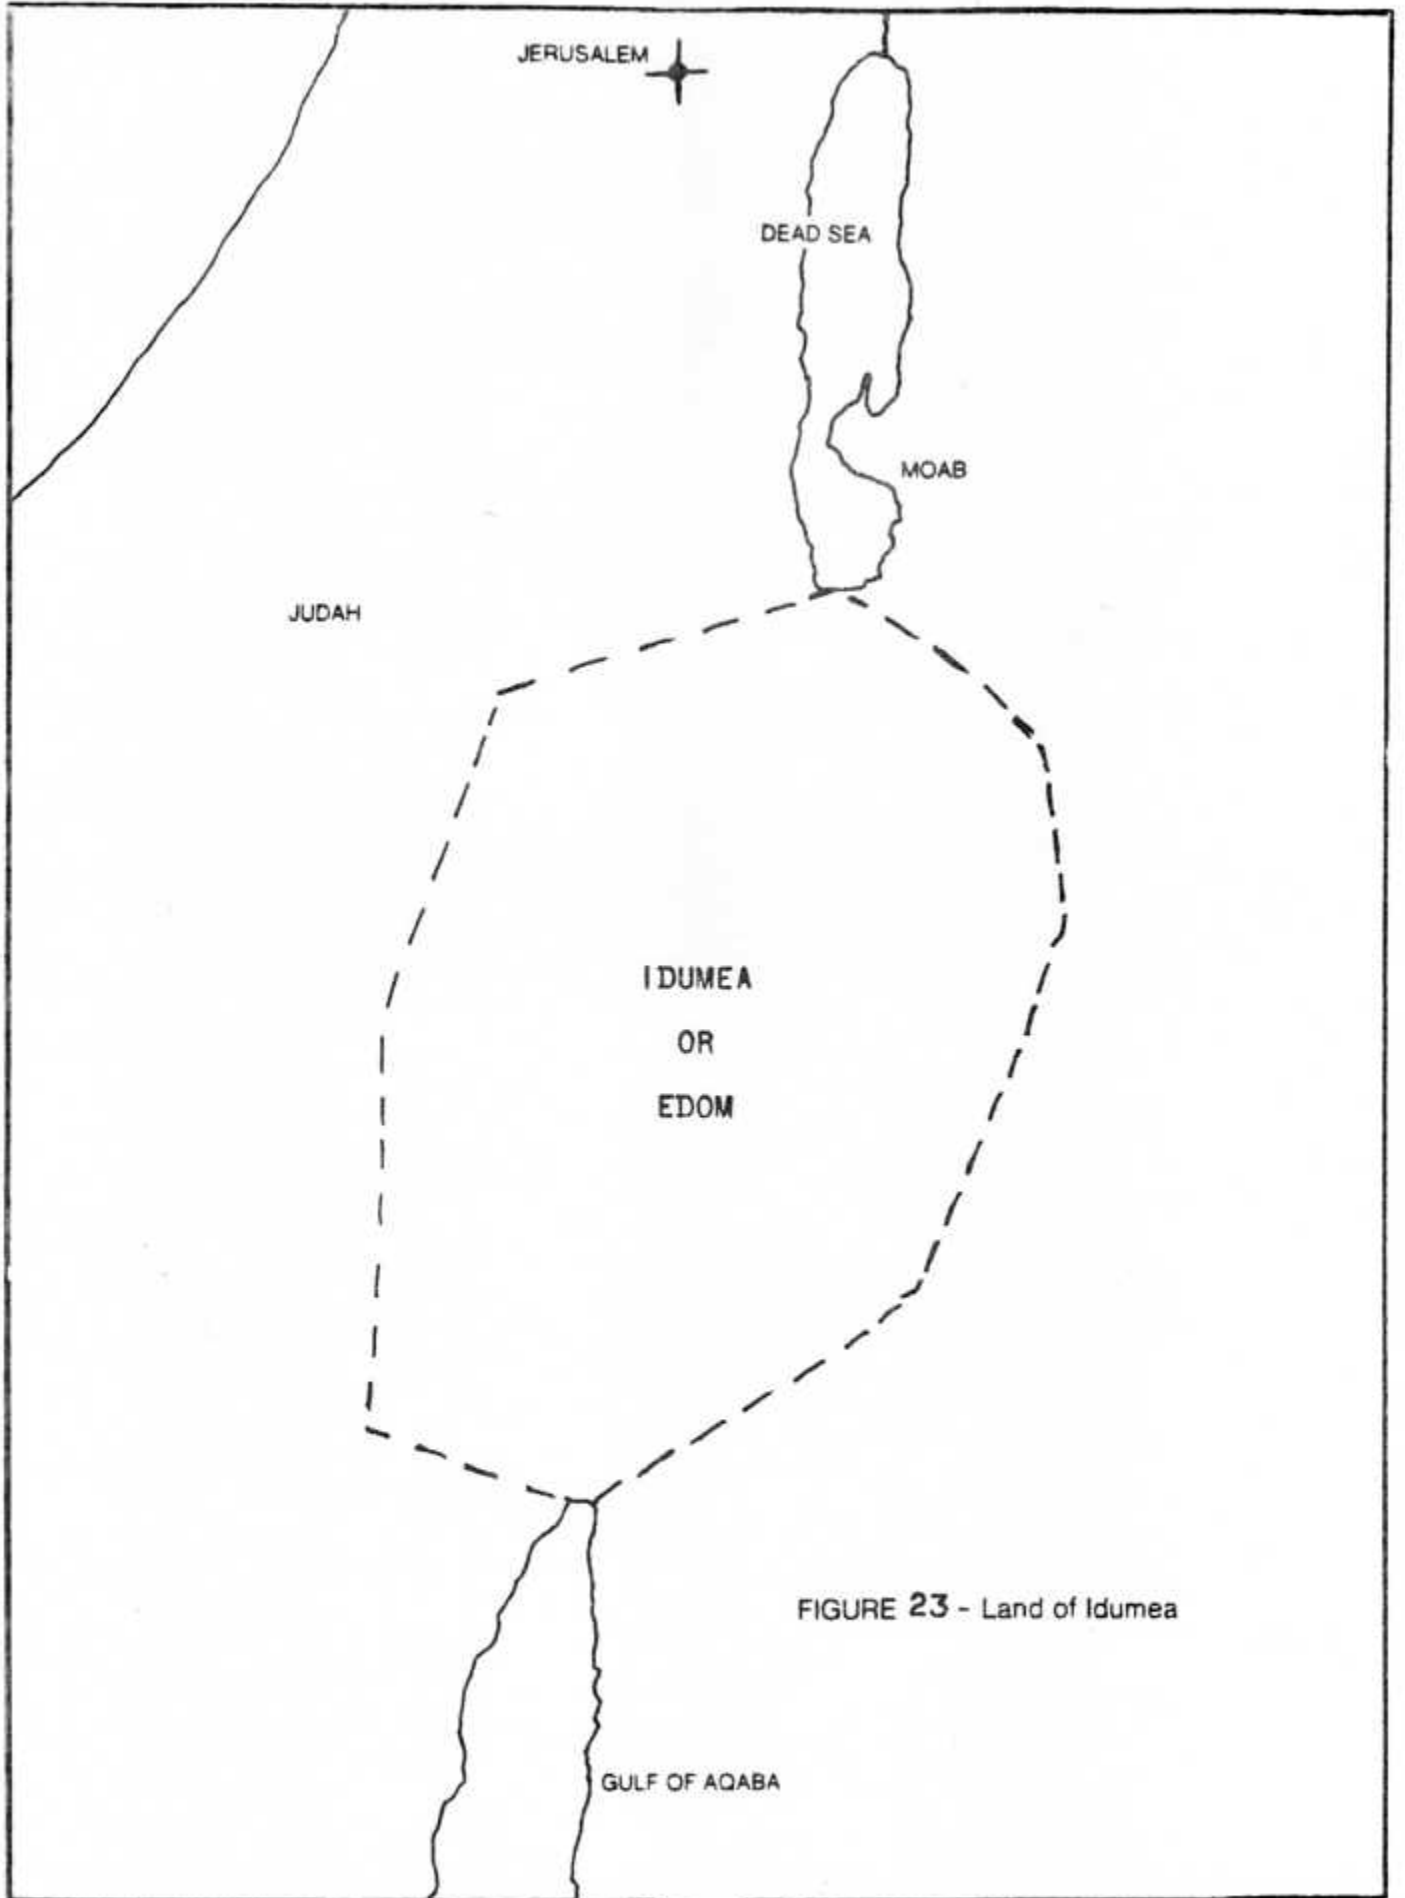 JERUSALEM
DEAD SEA
MOAB
JUDAH
IDUMEA
OR
EDOM
FIGURE 23 - Land of Idumea
GULF OF AQABA